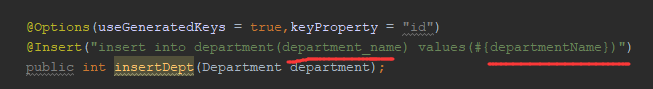 @Options(useGeneratedKeys = true,keyProperty = "id")
@Insert("insert into department(department_name) values(#{departmentName})")
public int insertDept(Department department);